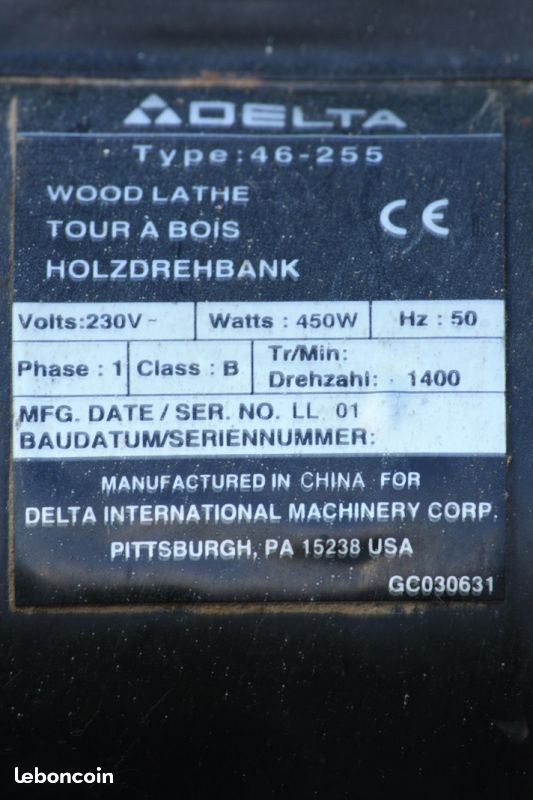 DELTA
Type:46-255
WOOD LATHE
TOUR À BOIS
HOLZDREHBANK
CE
Volts:230V~ Watts : 450W Hz : 50
Phase : 1 Class : B Tr/Min:
Drehzahl: 1400
MFG. DATE / SER. NO. LL 01
BAUDATUM/SERIENNUMMER:
MANUFACTURED IN CHINA FOR
DELTA INTERNATIONAL MACHINERY CORP.
PITTSBURGH, PA 15238 USA
GC030631
leboncoin